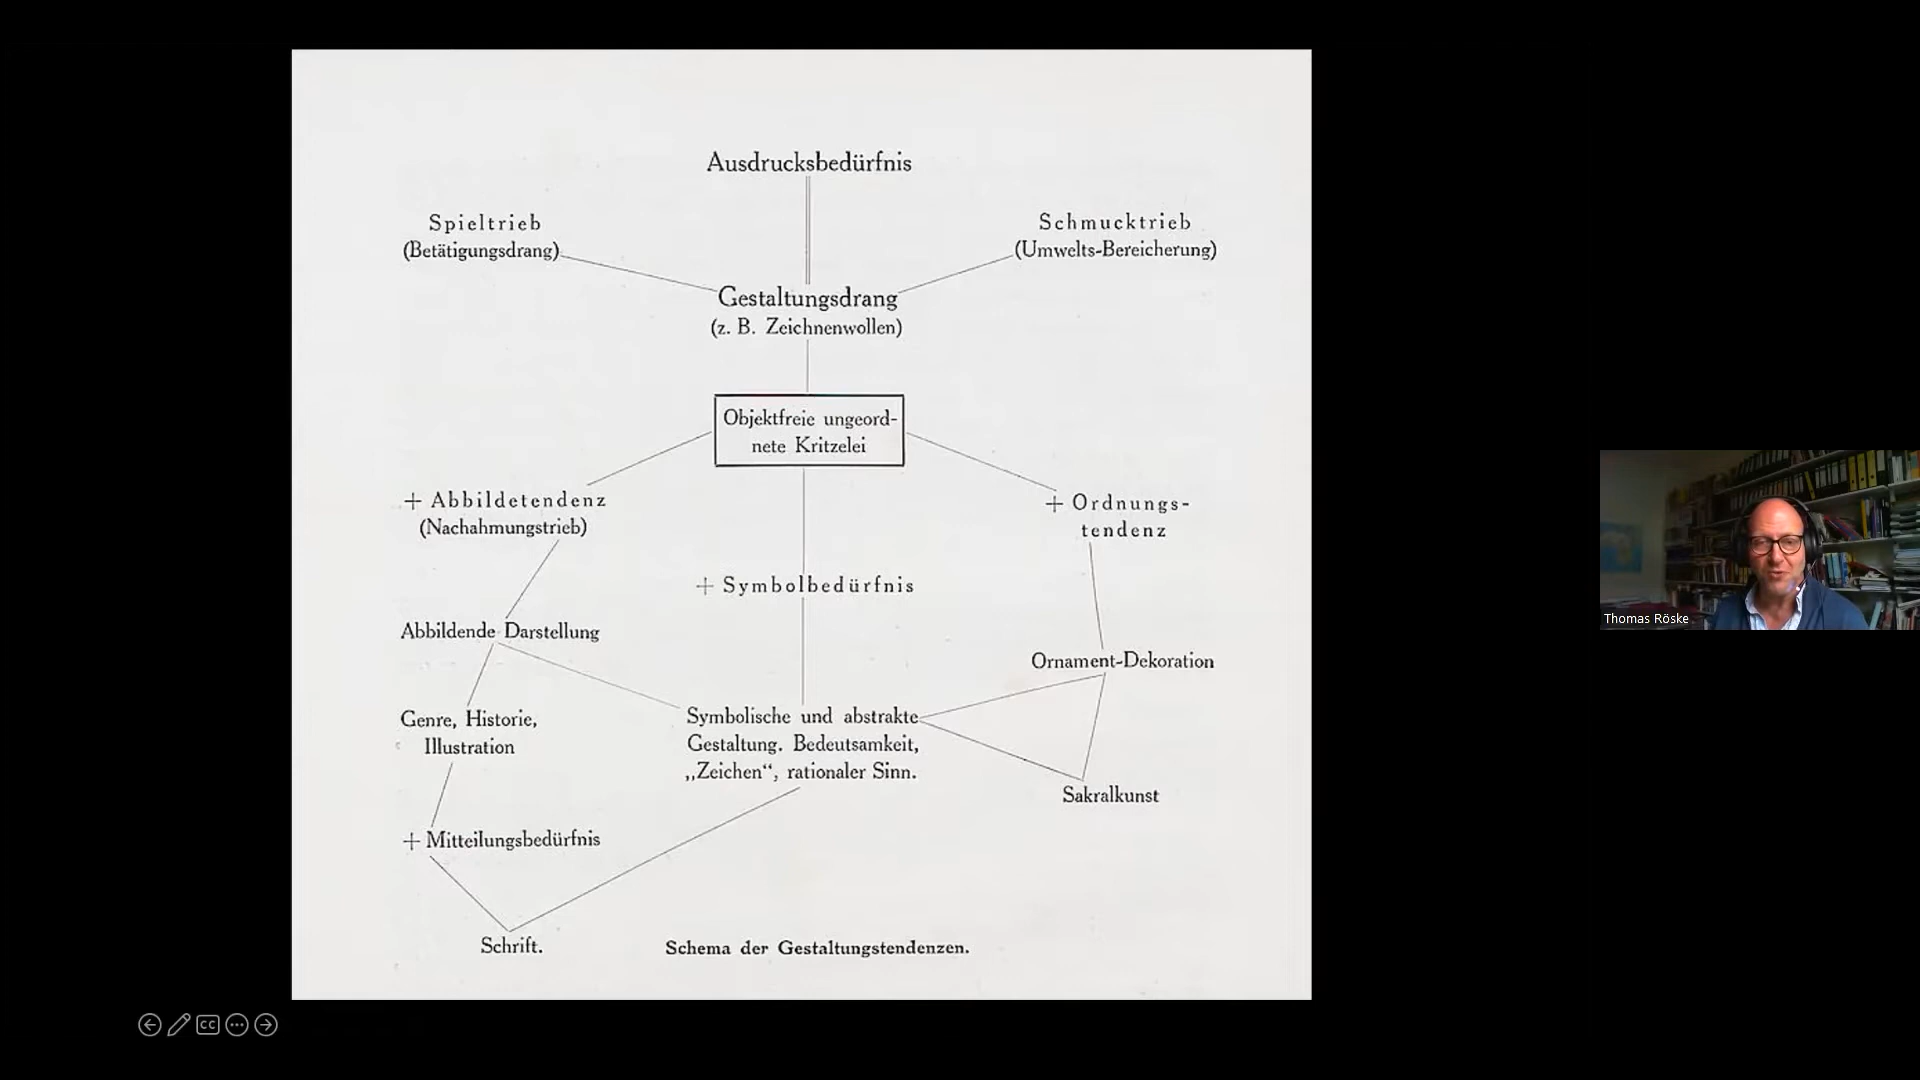 Ausdrucksbedürfnis
Spieltrieb
(Betätigungsdrang)
Schmucktrieb
(Umwelts-Bereicherung)
Gestaltungsdrang
(z. B. Zeichnenwollen)
Objektfreie ungeord-
nete Kritzelei
+ Abbildetendenz
(Nachahmungstrieb)
+ Ordnungs-
tendenz
+ Symbolbedürfnis
Abbildende Darstellung
Ornament-Dekoration
Genre, Historie,
Illustration
Symbolische und abstrakte
Gestaltung. Bedeutsamkeit,
„Zeichen“, rationaler Sinn.
Sakralkunst
+ Mitteilungsbedürfnis
Schrift.
Schema der Gestaltungstendenzen.
Thomas Röske
CC